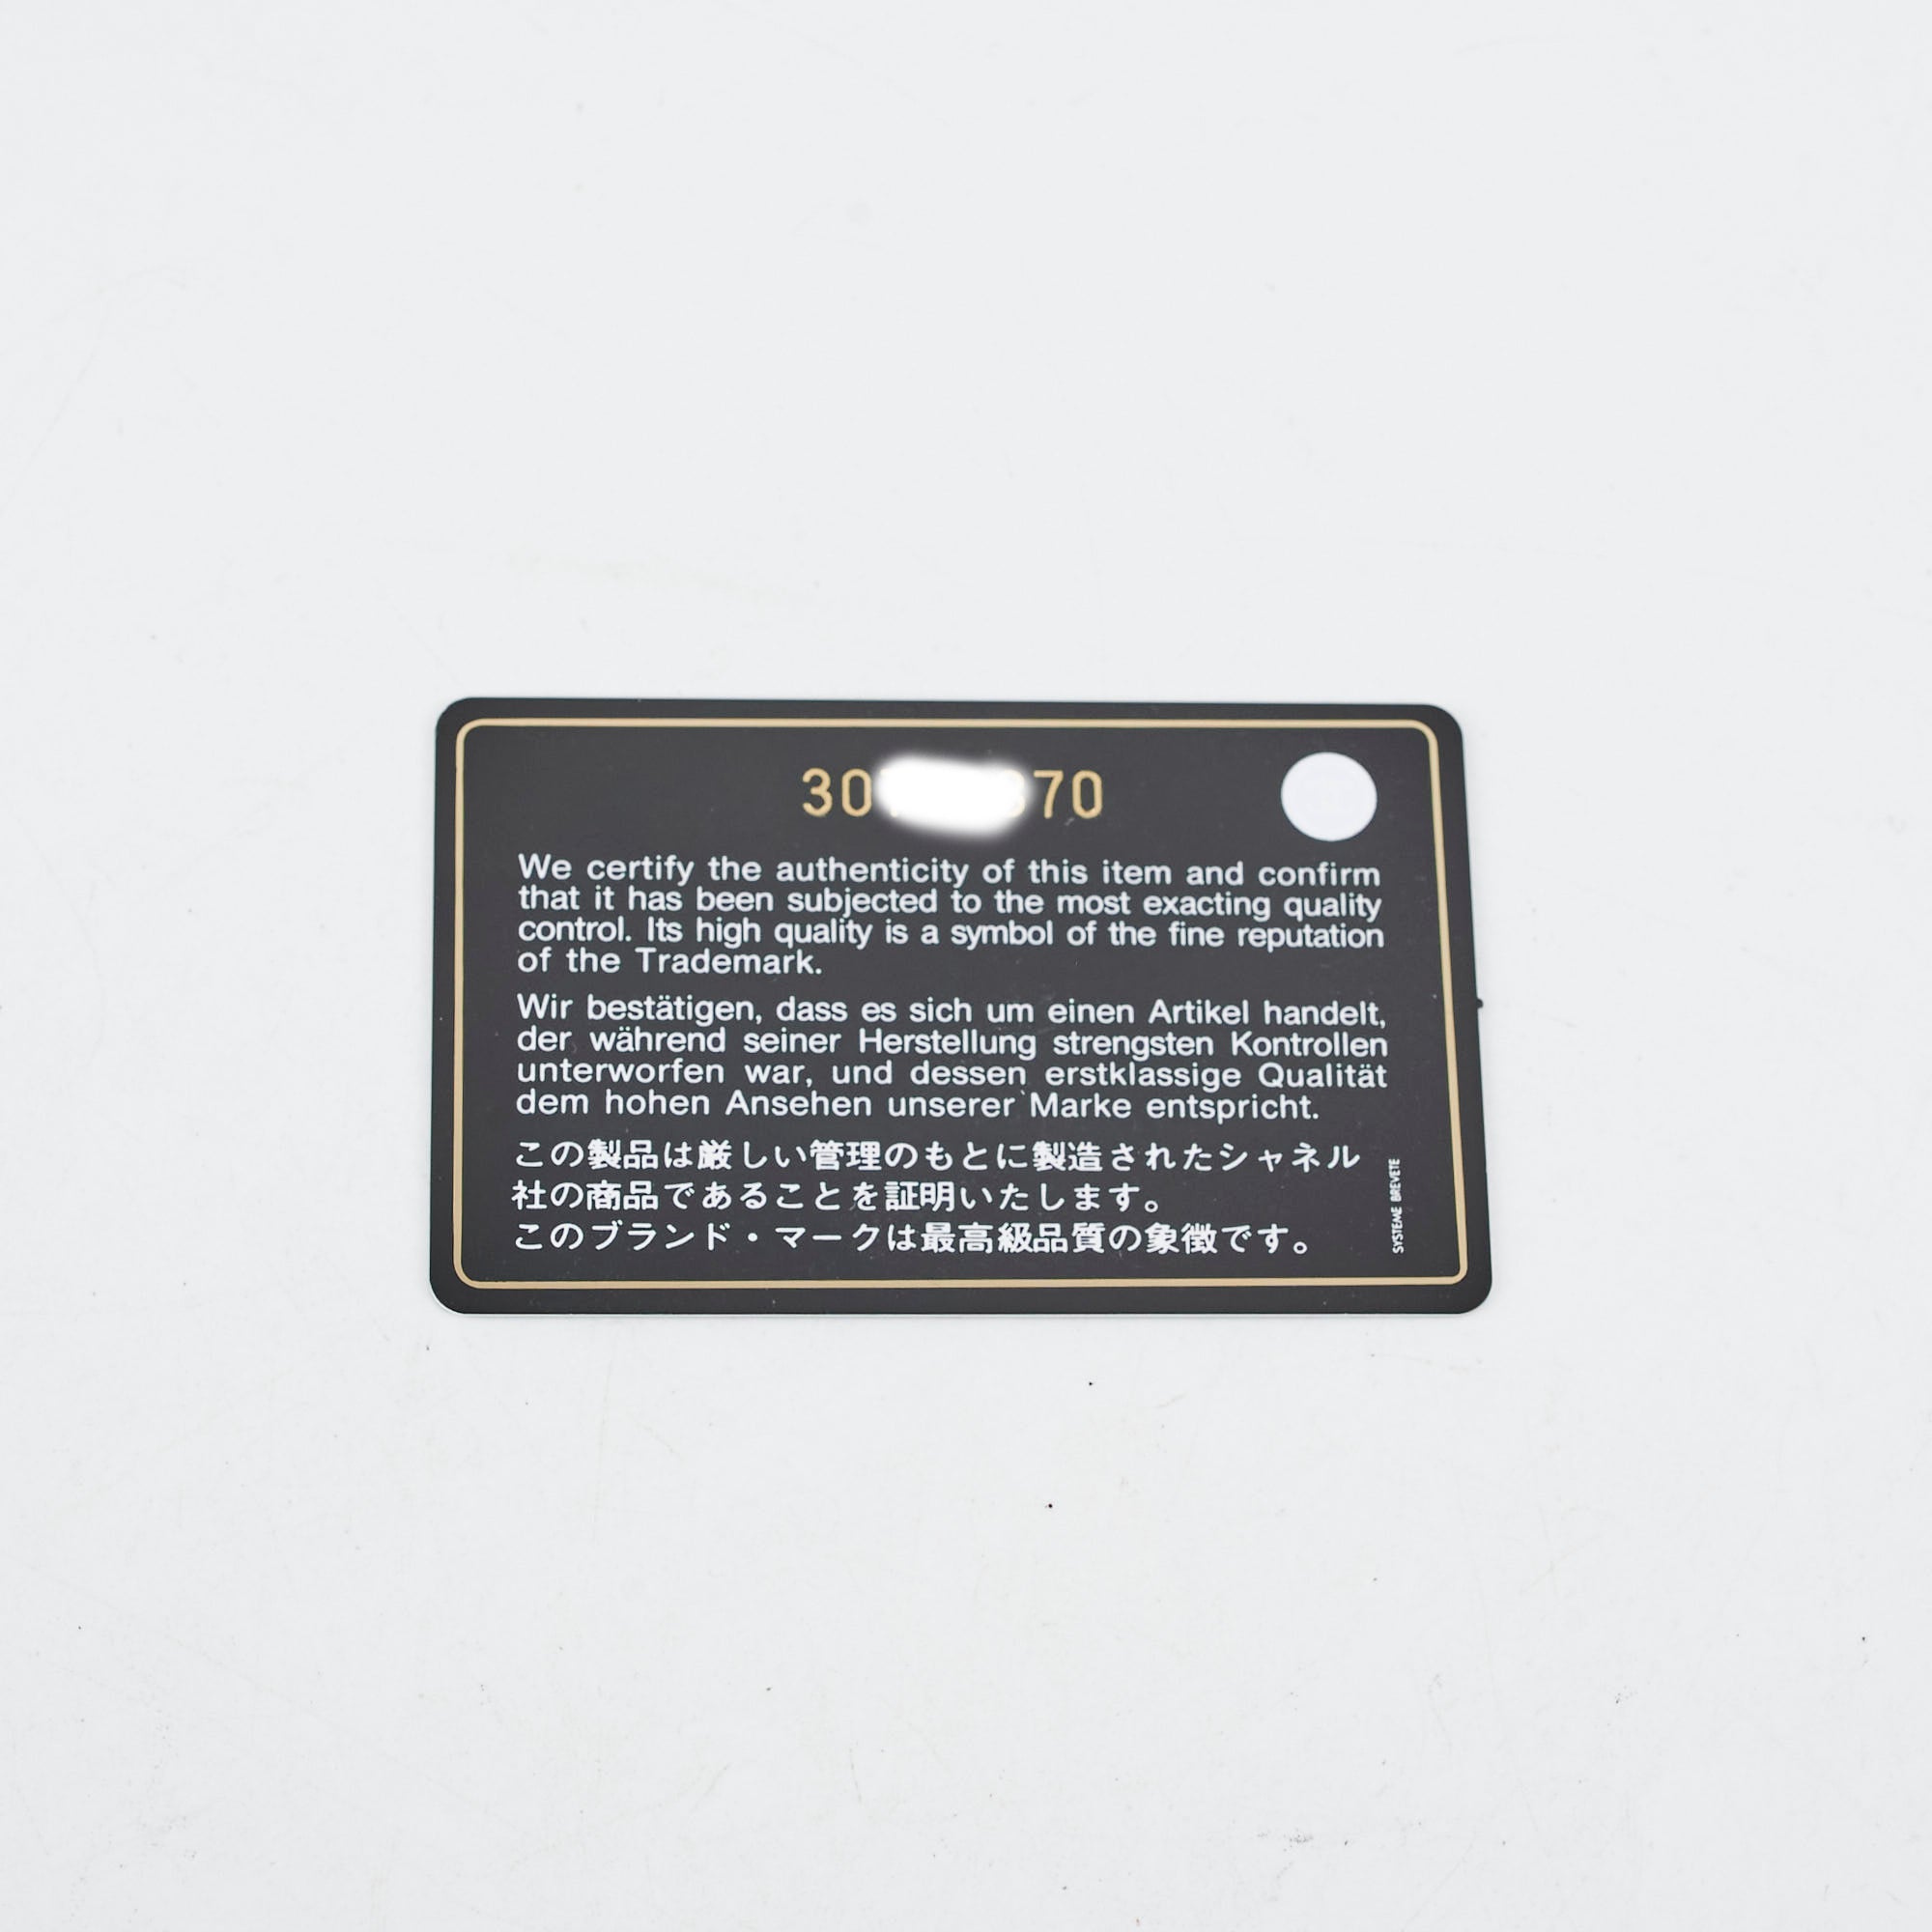 30 70
We certify the authenticity of this item and confirm
that it has been subjected to the most exacting quality
control. Its high quality is a symbol of the fine reputation
of the Trademark.
Wir bestätigen, dass es sich um einen Artikel handelt,
der während seiner Herstellung strengsten Kontrollen
unterworfen war, und dessen erstklassige Qualität
dem hohen Ansehen unserer Marke entspricht.
この製品は厳しい管理のもとに製造されたシャネル
社の商品であることを証明いたします。
このブランド・マークは最高級品質の象徴です。
SYSTEME BREVETE